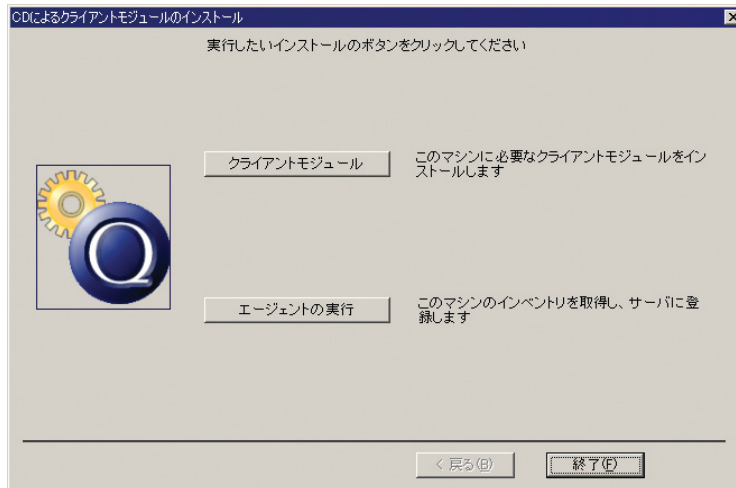 CDによるクライアントモジュールのインストール
実行したいインストールのボタンをクリックしてください
クライアントモジュール
このマシンに必要なクライアントモジュールをイン
ストールします
Q
エージェントの実行
このマシンのインベントリを取得し、サーバに登
録します
< 戻る(B)
終了(F)